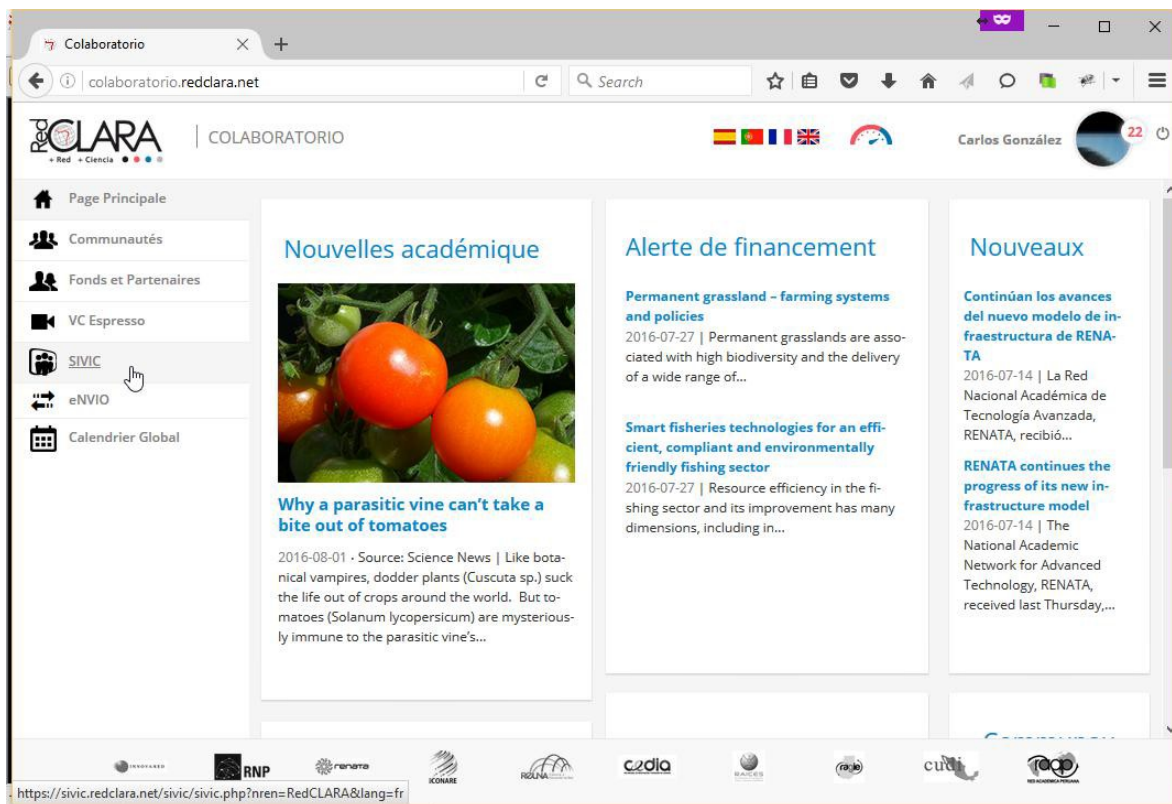 Colaboratorio
colaboratorio.redclara.net
Search
Red CLARA
+ Red + Ciencia
COLABORATORIO
Carlos González
22
Page Principale
Communautés
Fonds et Partenaires
VC Espresso
SIVIC
eNVIO
Calendrier Global
Nouvelles académique
Why a parasitic vine can’t take a
bite out of tomatoes
2016-08-01 · Source: Science News | Like bota-
nical vampires, dodder plants (Cuscuta sp.) suck
the life out of crops around the world. But to-
matoes (Solanum lycopersicum) are mysterious-
ly immune to the parasitic vine’s...
Alerte de financement
Permanent grassland – farming systems
and policies
2016-07-27 | Permanent grasslands are asso-
ciated with high biodiversity and the delivery
of a wide range of...
Smart fisheries technologies for an effi-
cient, compliant and environmentally
friendly fishing sector
2016-07-27 | Resource efficiency in the fi-
shing sector and its improvement has many
dimensions, including in...
Nouveaux
Continúan los avances
del nuevo modelo de in-
fraestructura de RENA-
TA
2016-07-14 | La Red
Nacional Académica de
Tecnología Avanzada,
RENATA, recibió...
RENATA continues the
progress of its new in-
frastructure model
2016-07-14 | The
National Academic
Network for Advanced
Technology, RENATA,
received last Thursday,...
INNOVARED
RNP
renata
CONARE
REUNA
cedia
RAICES
ragie
cudi
raap
RED ACADÉMICA PERUANA
https://sivic.redclara.net/sivic/sivic.php?nren=RedCLARA&lang=fr